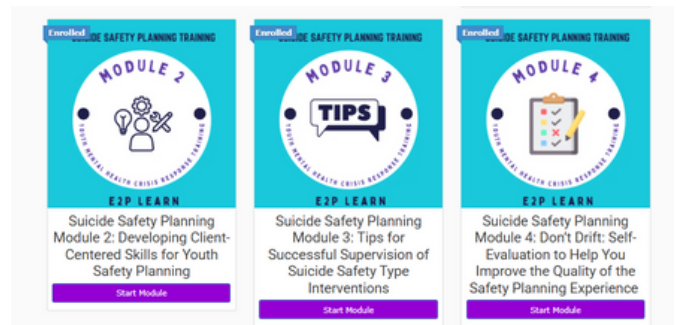 Enrolled
SUICIDE SAFETY PLANNING TRAINING
MODULE 2
YOUTH MENTAL HEALTH CRISIS RESPONSE TRAINING
E2P LEARN
Suicide Safety Planning
Module 2: Developing Client-
Centered Skills for Youth
Safety Planning
Start Module
Enrolled
SUICIDE SAFETY PLANNING TRAINING
MODULE 3
TIPS
YOUTH MENTAL HEALTH CRISIS RESPONSE TRAINING
E2P LEARN
Suicide Safety Planning
Module 3: Tips for
Successful Supervision of
Suicide Safety Type
Interventions
Start Module
Enrolled
SUICIDE SAFETY PLANNING TRAINING
MODULE 4
YOUTH MENTAL HEALTH CRISIS RESPONSE TRAINING
E2P LEARN
Suicide Safety Planning
Module 4: Don't Drift: Self-
Evaluation to Help You
Improve the Quality of the
Safety Planning Experience
Start Module